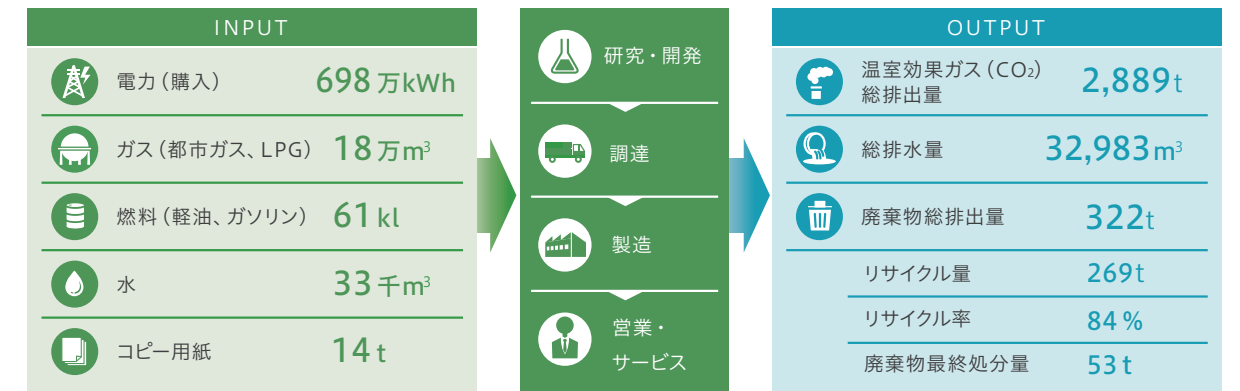 INPUT
電力（購入） 698 万kWh
ガス（都市ガス、LPG） 18 万m³
燃料（軽油、ガソリン） 61 kl
水 33 千m³
コピー用紙 14 t
研究・開発
調達
製造
営業・
サービス
OUTPUT
温室効果ガス（CO₂）
総排出量 2,889t
総排水量 32,983 m³
廃棄物総排出量 322t
リサイクル量 269t
リサイクル率 84 %
廃棄物最終処分量 53 t